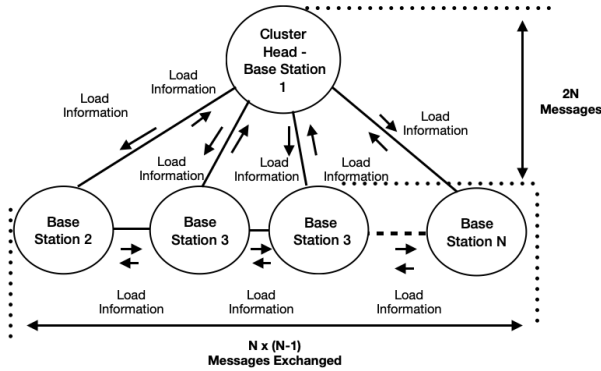 Cluster
Head -
Base Station
1
Load
Information
Load
Information
Load
Information
2N
Messages
Load
Information
Load
Information
Load
Information
Base
Station 2
Base
Station 3
Base
Station 3
Base
Station N
Load
Information
Load
Information
Load
Information
N x (N-1)
Messages Exchanged